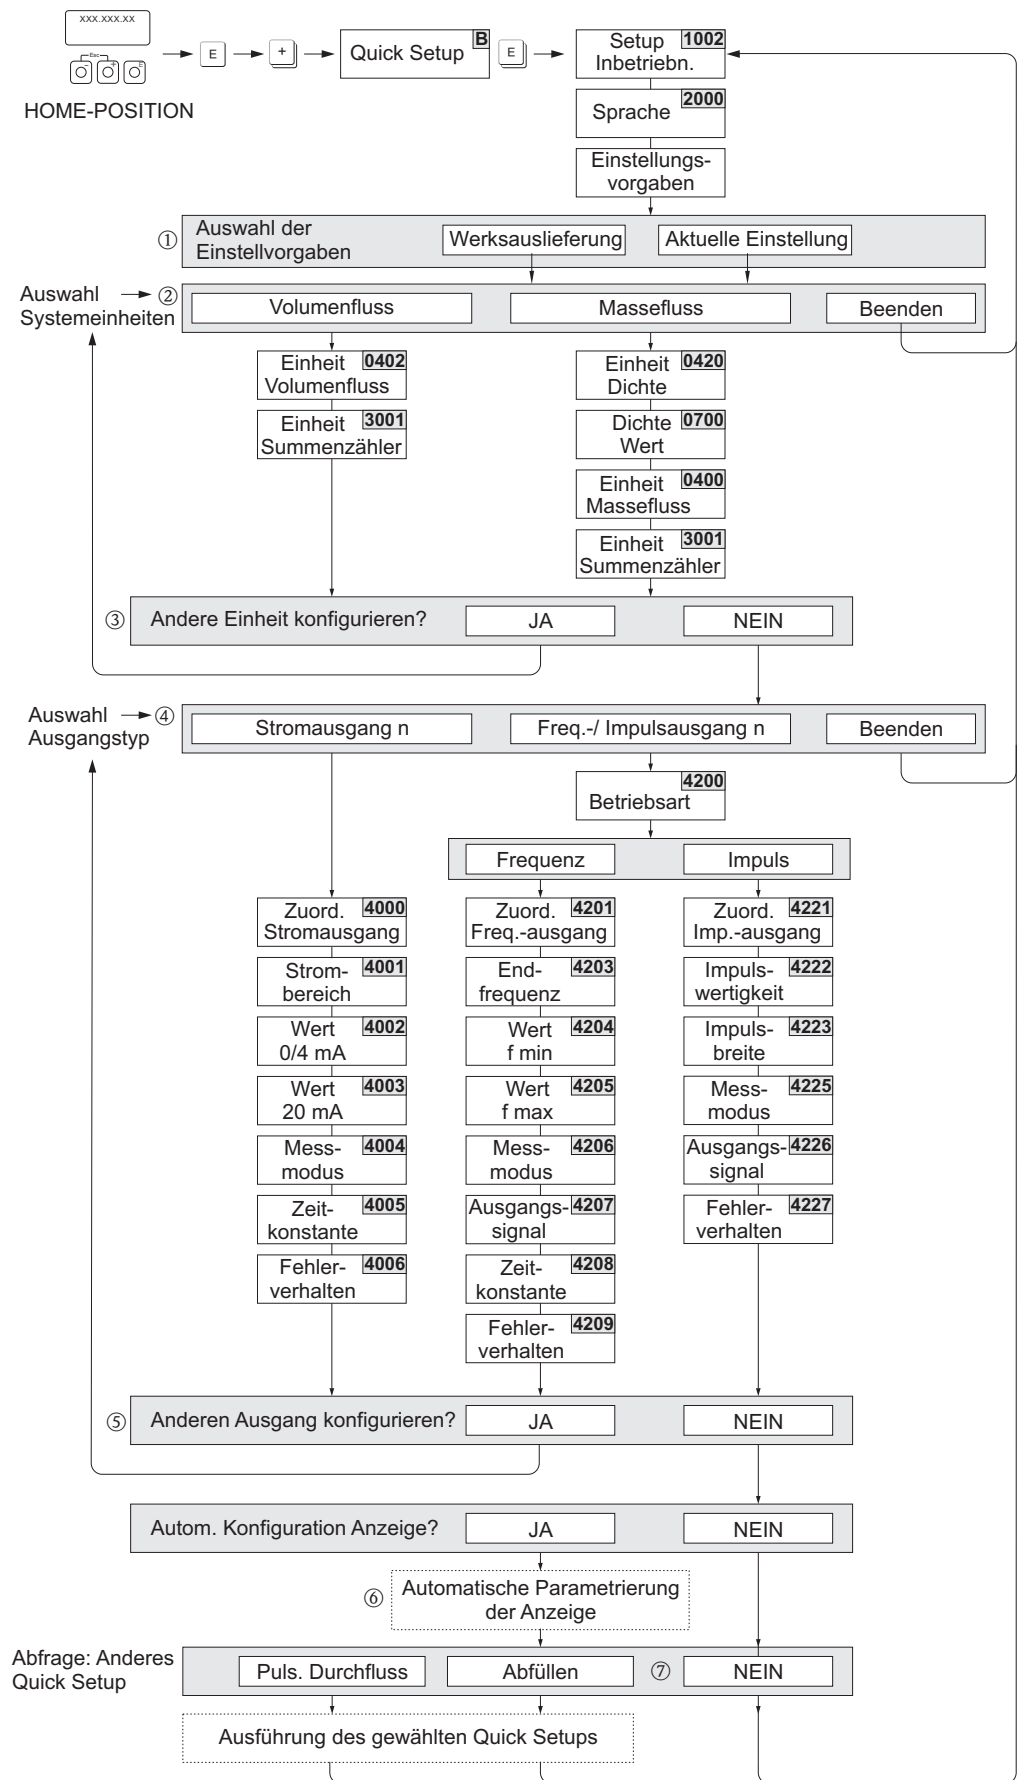 XXX.XXX.XX
Esc
- + E
E
+
Quick Setup B
E
Setup 1002
Inbetriebn.
HOME-POSITION
Sprache 2000
Einstellungs-
vorgaben
① Auswahl der
Einstellvorgaben
Werksauslieferung
Aktuelle Einstellung
Auswahl
Systemeinheiten
② Volumenfluss
Massefluss
Beenden
Einheit 0402
Volumenfluss
Einheit 0420
Dichte
Einheit 3001
Summenzähler
Dichte 0700
Wert
Einheit 0400
Massefluss
Einheit 3001
Summenzähler
③ Andere Einheit konfigurieren? JA NEIN
Auswahl
Ausgangstyp
④ Stromausgang n
Freq.-/ Impulsausgang n
Beenden
4200
Betriebsart
Frequenz
Impuls
Zuord. 4000
Stromausgang
Zuord. 4201
Freq.-ausgang
Zuord. 4221
Imp.-ausgang
Strom- 4001
bereich
End- 4203
frequenz
Impuls- 4222
wertigkeit
Wert 4002
0/4 mA
Wert 4204
f min
Impuls- 4223
breite
Wert 4003
20 mA
Wert 4205
f max
Mess- 4225
modus
Mess- 4004
modus
Mess- 4206
modus
Ausgangs- 4226
signal
Zeit- 4005
konstante
Ausgangs- 4207
signal
Fehler- 4227
verhalten
Fehler- 4006
verhalten
Zeit- 4208
konstante
Fehler- 4209
verhalten
⑤ Anderen Ausgang konfigurieren? JA NEIN
Autom. Konfiguration Anzeige? JA NEIN
⑥ Automatische Parametrierung
der Anzeige
Abfrage: Anderes
Quick Setup
Puls. Durchfluss
Abfüllen
⑦ NEIN
Ausführung des gewählten Quick Setups